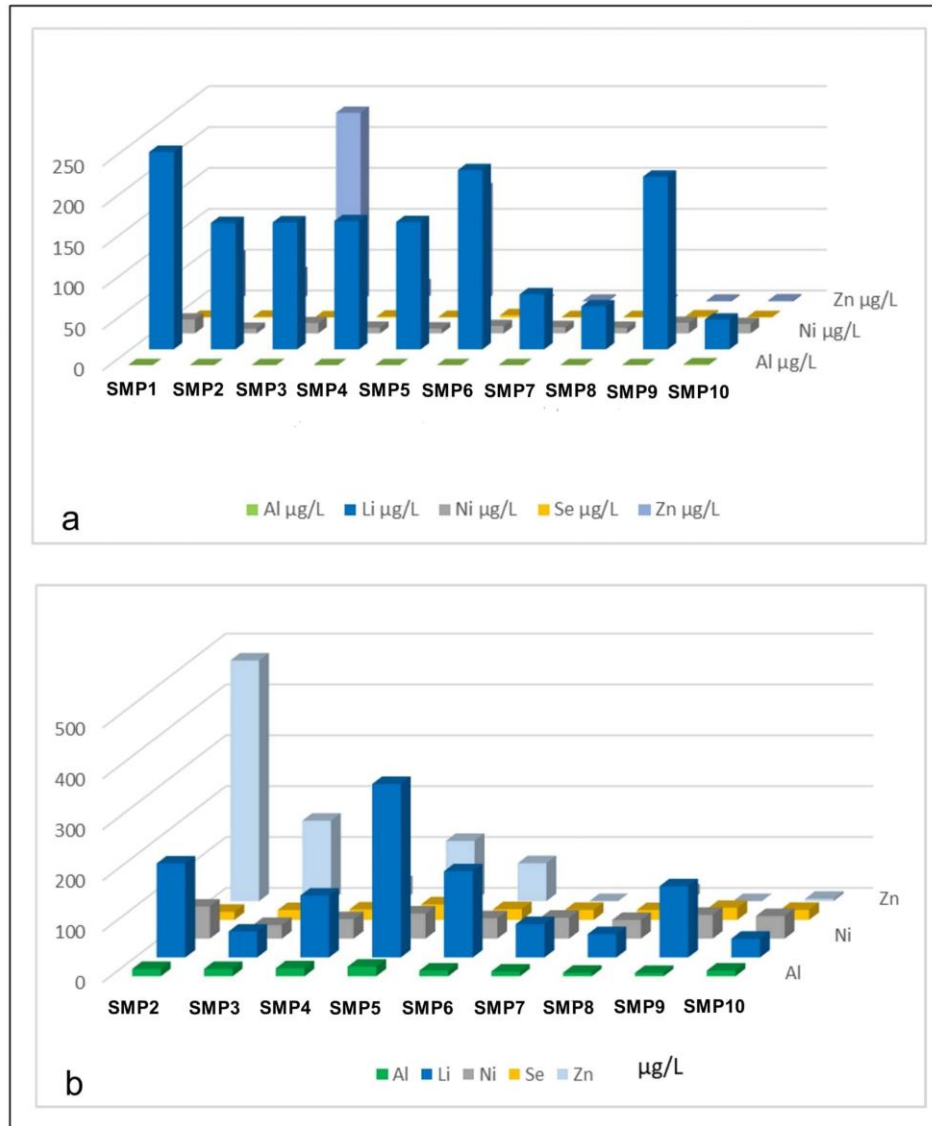 250
200
150
100
50
0
Zn µg/L
Ni µg/L
Al µg/L
SMP1 SMP2 SMP3 SMP4 SMP5 SMP6 SMP7 SMP8 SMP9 SMP10
Al µg/L Li µg/L Ni µg/L Se µg/L Zn µg/L
a
500
400
300
200
100
0
Zn
Ni
Al
SMP2 SMP3 SMP4 SMP5 SMP6 SMP7 SMP8 SMP9 SMP10
Al Li Ni Se Zn µg/L
b